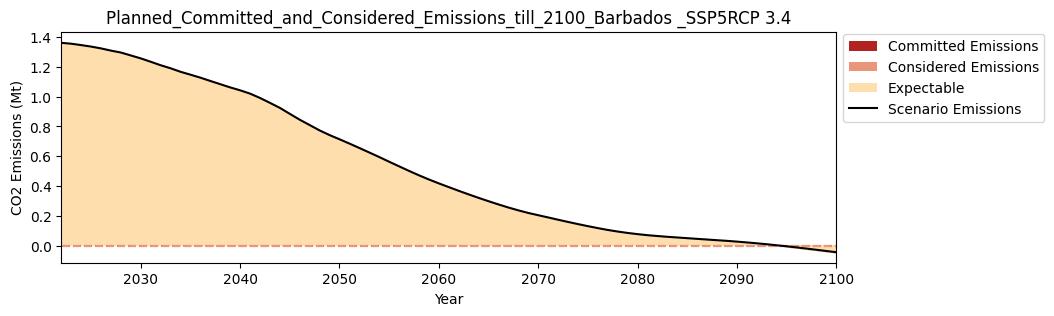 Planned_Committed_and_Considered_Emissions_till_2100_Barbados _SSP5RCP 3.4
CO2 Emissions (Mt)
1.4
1.2
1.0
0.8
0.6
0.4
0.2
0.0
2030 2040 2050 2060 2070 2080 2090 2100
Year
Committed Emissions
Considered Emissions
Expectable
Scenario Emissions